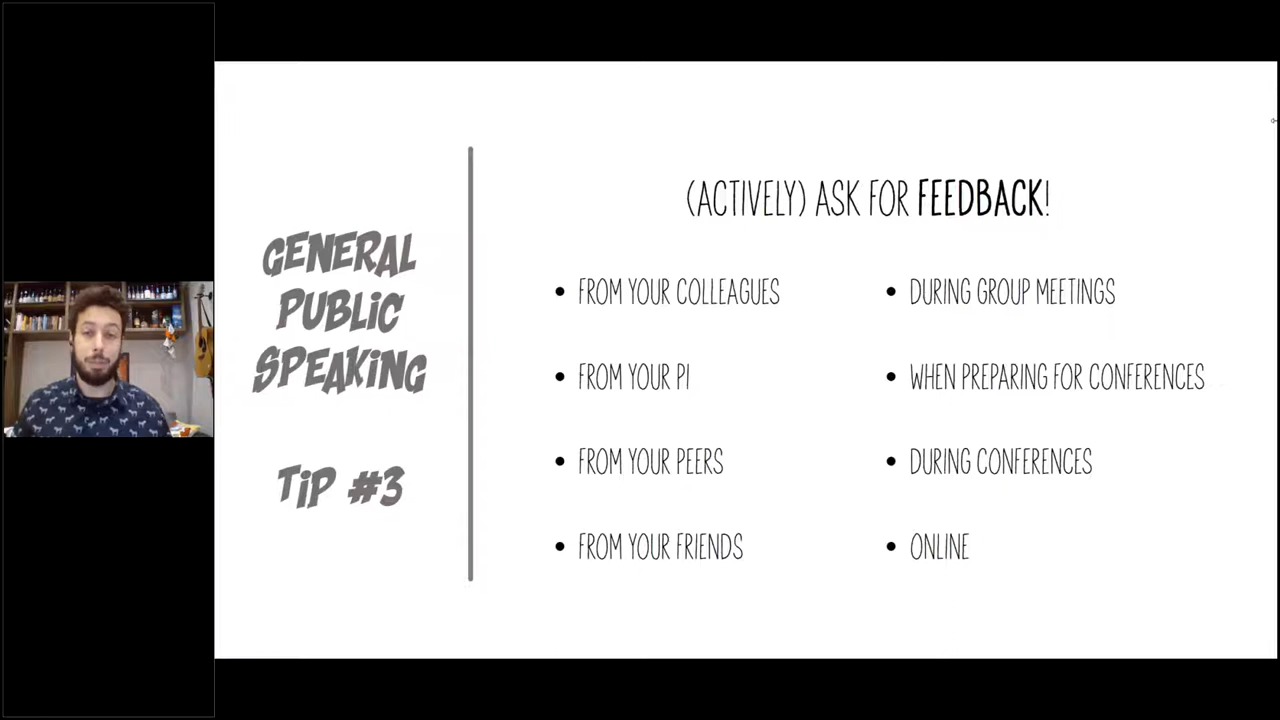 GENERAL
PUBLIC
SPEAKING
TIP #3
(ACTIVELY) ASK FOR FEEDBACK!
• FROM YOUR COLLEAGUES
• FROM YOUR PI
• FROM YOUR PEERS
• FROM YOUR FRIENDS
• DURING GROUP MEETINGS
• WHEN PREPARING FOR CONFERENCES
• DURING CONFERENCES
• ONLINE